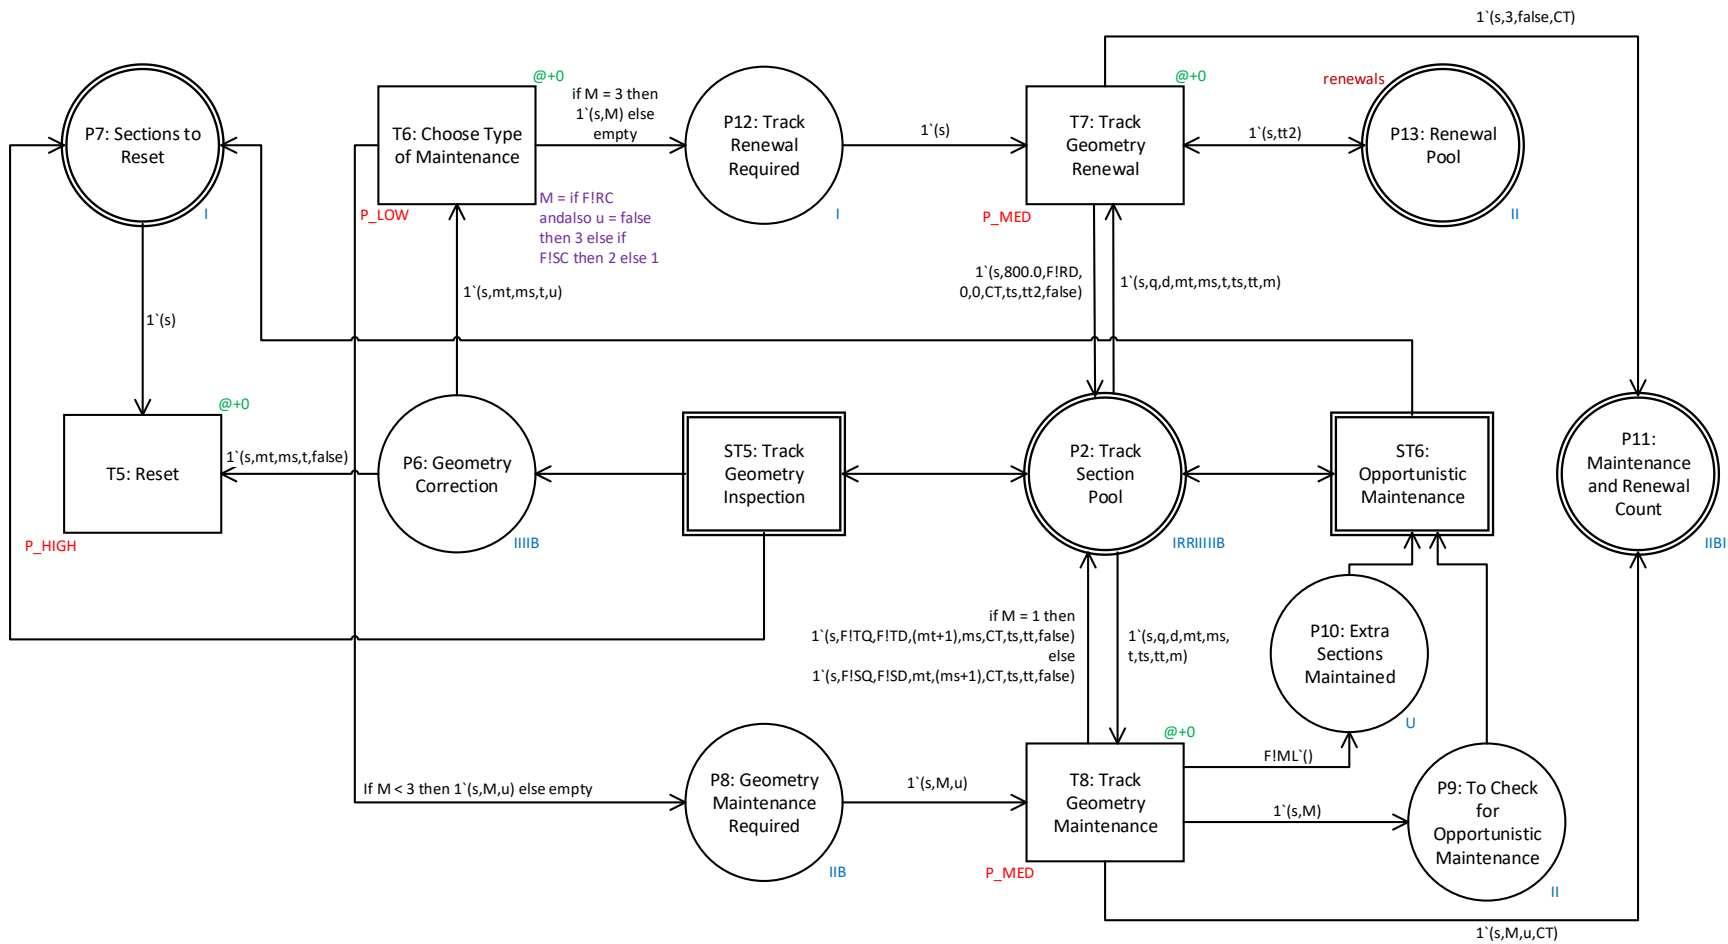 1`(s,3,false,CT)
@+0
@+0
renewals
P7: Sections to
Reset
I
T6: Choose Type
of Maintenance
P_LOW
if M = 3 then
1`(s,M) else
empty
P12: Track
Renewal
Required
I
1`(s)
T7: Track
Geometry
Renewal
P_MED
1`(s,tt2)
P13: Renewal
Pool
II
M = if F!RC
andalso u = false
then 3 else if
F!SC then 2 else 1
1`(s,mt,ms,t,u)
1`(s,800.0,F!RD,
0,0,CT,ts,tt2,false)
1`(s,q,d,mt,ms,t,ts,tt,m)
1`(s)
@+0
T5: Reset
P_HIGH
1`(s,mt,ms,t,false)
P6: Geometry
Correction
IIIIB
ST5: Track
Geometry
Inspection
P2: Track
Section
Pool
IRRIIIIIB
ST6:
Opportunistic
Maintenance
P11:
Maintenance
and Renewal
Count
IIBI
if M = 1 then
1`(s,F!TQ,F!TD,(mt+1),ms,CT,ts,tt,false)
else
1`(s,F!SQ,F!SD,mt,(ms+1),CT,ts,tt,false)
1`(s,q,d,mt,ms,
t,ts,tt,m)
P10: Extra
Sections
Maintained
U
@+0
If M < 3 then 1`(s,M,u) else empty
P8: Geometry
Maintenance
Required
IIB
1`(s,M,u)
T8: Track
Geometry
Maintenance
P_MED
F!ML`()
1`(s,M)
P9: To Check
for
Opportunistic
Maintenance
II
1`(s,M,u,CT)